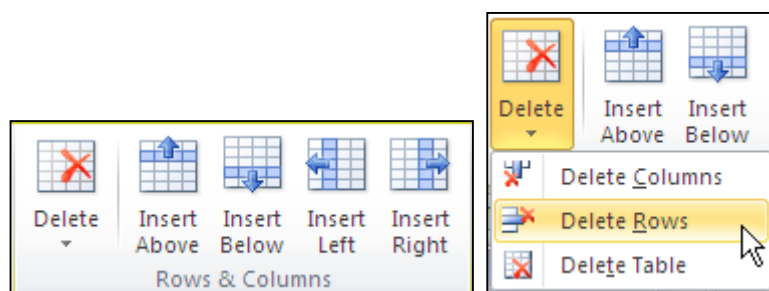 Delete Insert Insert Insert Insert
Above Below Left Right
Rows & Columns
Delete Insert Insert
Above Below
Delete Columns
Delete Rows
Delete Table